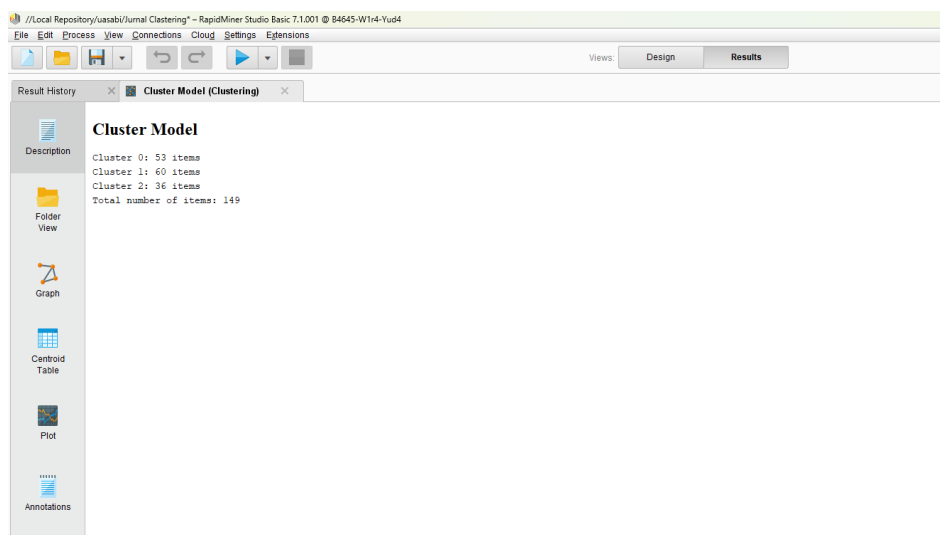 //Local Repository/uasabi/Jurnal Clastering* – RapidMiner Studio Basic 7.1.001 @ B4645-W1r4-Yud4
File Edit Process View Connections Cloud Settings Extensions
Views: Design Results
Result History Cluster Model (Clustering)
Description
Folder
View
Graph
Centroid
Table
Plot
Annotations
Cluster Model
Cluster 0: 53 items
Cluster 1: 60 items
Cluster 2: 36 items
Total number of items: 149